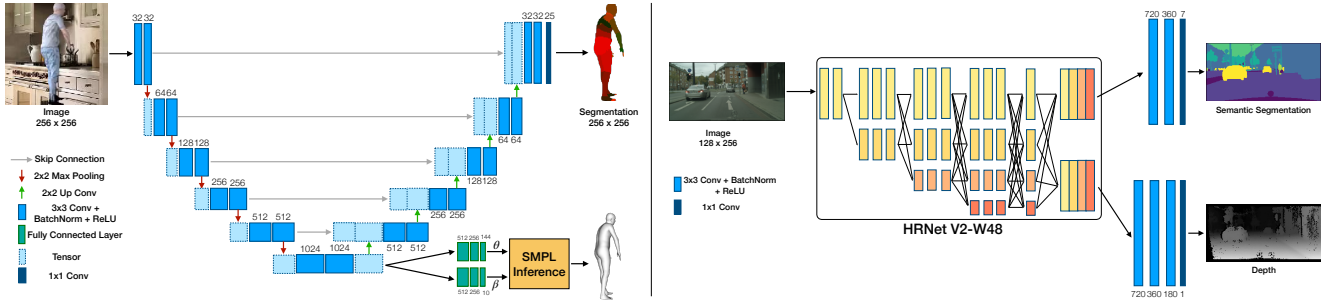 32 32
32 32 25
Image
256 x 256
Segmentation
256 x 256
64 64
64 64
128 128
128 128
256 256
256 256
512 512
512 512
1024 1024
Skip Connection
2x2 Max Pooling
2x2 Up Conv
3x3 Conv +
BatchNorm + ReLU
Fully Connected Layer
Tensor
1x1 Conv
512 256 144
θ
512 256 10
β
SMPL
Inference
Image
128 x 256
3x3 Conv + BatchNorm
+ ReLU
1x1 Conv
HRNet V2-W48
720 360 7
Semantic Segmentation
720 360 180 1
Depth